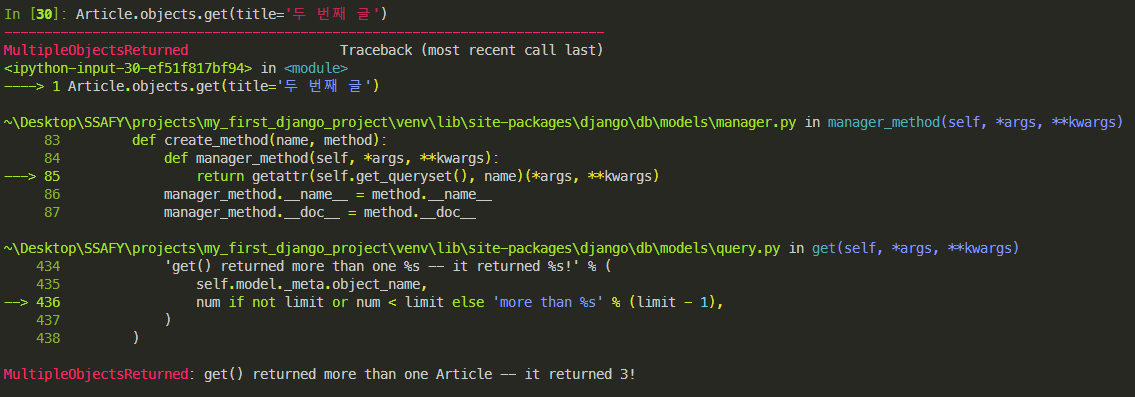 In [30]: Article.objects.get(title='두 번째 글')
---------------------------------------------------------------------------
MultipleObjectsReturned                   Traceback (most recent call last)
<ipython-input-30-ef51f817bf94> in <module>
----> 1 Article.objects.get(title='두 번째 글')
~\Desktop\SSAFY\projects\my_first_django_project\venv\lib\site-packages\django\db\models\manager.py in manager_method(self, *args, **kwargs)
     83         def create_method(name, method):
     84             def manager_method(self, *args, **kwargs):
---> 85                 return getattr(self.get_queryset(), name)(*args, **kwargs)
     86             manager_method.__name__ = method.__name__
     87             manager_method.__doc__ = method.__doc__
~\Desktop\SSAFY\projects\my_first_django_project\venv\lib\site-packages\django\db\models\query.py in get(self, *args, **kwargs)
    434             'get() returned more than one %s -- it returned %s!' % (
    435                 self.model._meta.object_name,
--> 436                 num if not limit or num < limit else 'more than %s' % (limit - 1),
    437             )
    438         )
MultipleObjectsReturned: get() returned more than one Article -- it returned 3!